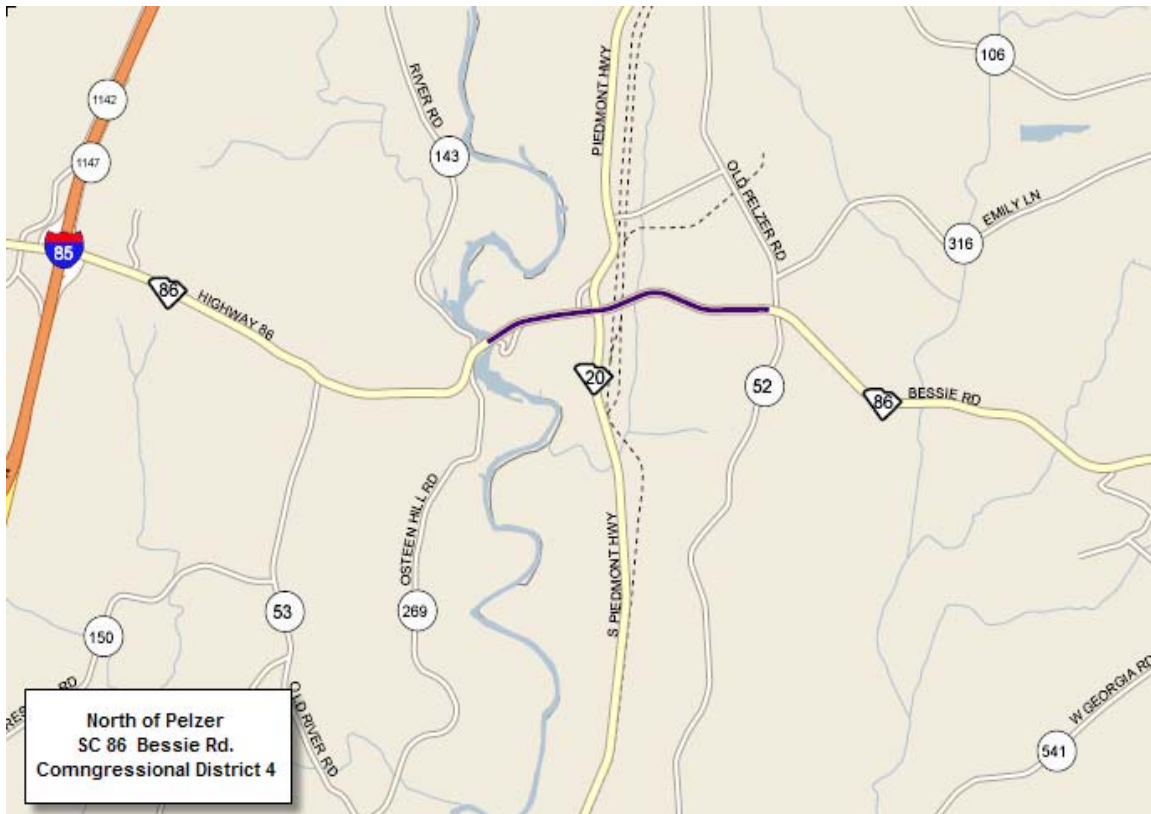 1142
1147
85
86
HIGHWAY 86
RIVER RD
143
PIEDMONT HWY
20
S PIEDMONT HWY
OLD PELZER RD
52
106
EMILY LN
316
86
BESSIE RD
OSTEEN HILL RD
269
53
150
RD
OLD RIVER RD
W GEORGIA RD
541
North of Pelzer
SC 86 Bessie Rd.
Comngressional District 4